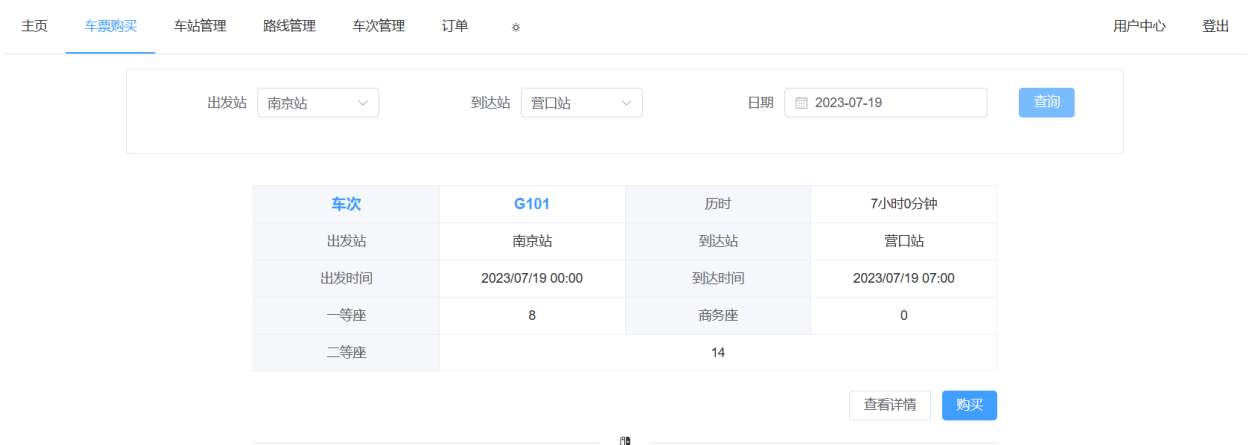 主页 车票购买 车站管理 路线管理 车次管理 订单 用户中心 登出
出发站 南京站 到达站 营口站 日期 2023-07-19 查询
车次 G101 历时 7小时0分钟
出发站 南京站 到达站 营口站
出发时间 2023/07/19 00:00 到达时间 2023/07/19 07:00
一等座 8 商务座 0
二等座 14
查看详情 购买